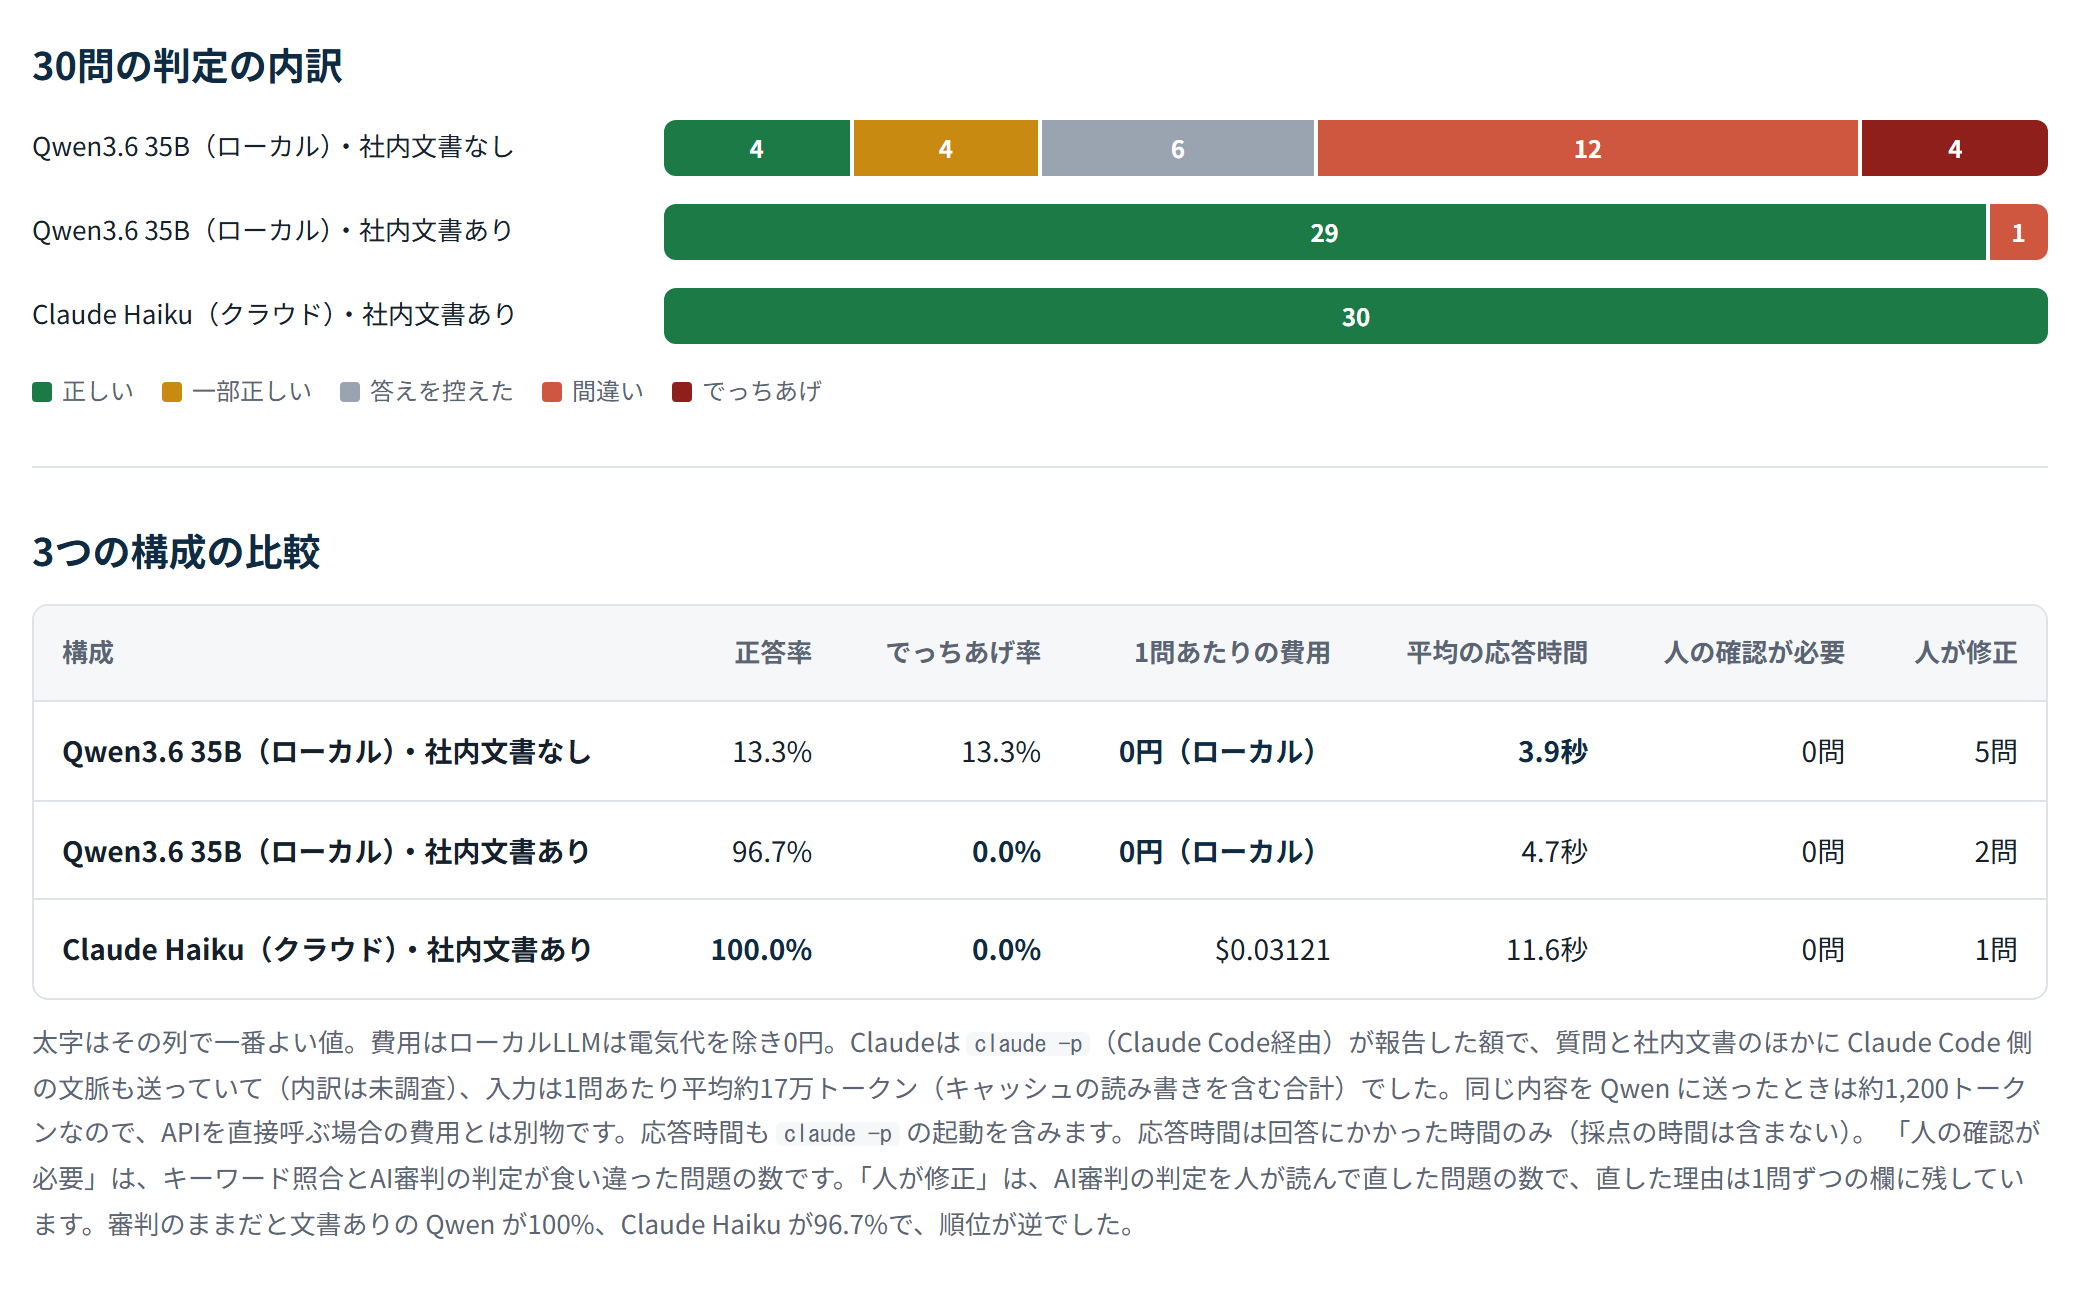 30問の判定の内訳
Qwen3.6 35B（ローカル）・社内文書なし
4 4 6 12 4
Qwen3.6 35B（ローカル）・社内文書あり
29 1
Claude Haiku（クラウド）・社内文書あり
30
正しい 一部正しい 答えを控えた 間違い でっちあげ
3つの構成の比較
構成 正答率 でっちあげ率 1問あたりの費用 平均の応答時間 人の確認が必要 人が修正
Qwen3.6 35B（ローカル）・社内文書なし 13.3% 13.3% 0円（ローカル） 3.9秒 0問 5問
Qwen3.6 35B（ローカル）・社内文書あり 96.7% 0.0% 0円（ローカル） 4.7秒 0問 2問
Claude Haiku（クラウド）・社内文書あり 100.0% 0.0% $0.03121 11.6秒 0問 1問
太字はその列で一番よい値。費用はローカルLLMは電気代を除き0円。Claudeは claude -p（Claude Code経由）が報告した額で、質問と社内文書のほかに Claude Code 側
の文脈も送っていて（内訳は未調査）、入力は1問あたり平均約17万トークン（キャッシュの読み書きを含む合計）でした。同じ内容を Qwen に送ったときは約1,200トーク
ンなので、APIを直接呼ぶ場合の費用とは別物です。応答時間も claude -p の起動を含みます。応答時間は回答にかかった時間のみ（採点の時間は含まない）。 「人の確認が
必要」は、キーワード照合とAI審判の判定が食い違った問題の数です。「人が修正」は、AI審判の判定を人が読んで直した問題の数で、直した理由は1問ずつの欄に残してい
ます。審判のままだと文書ありの Qwen が100%、Claude Haiku が96.7%で、順位が逆でした。